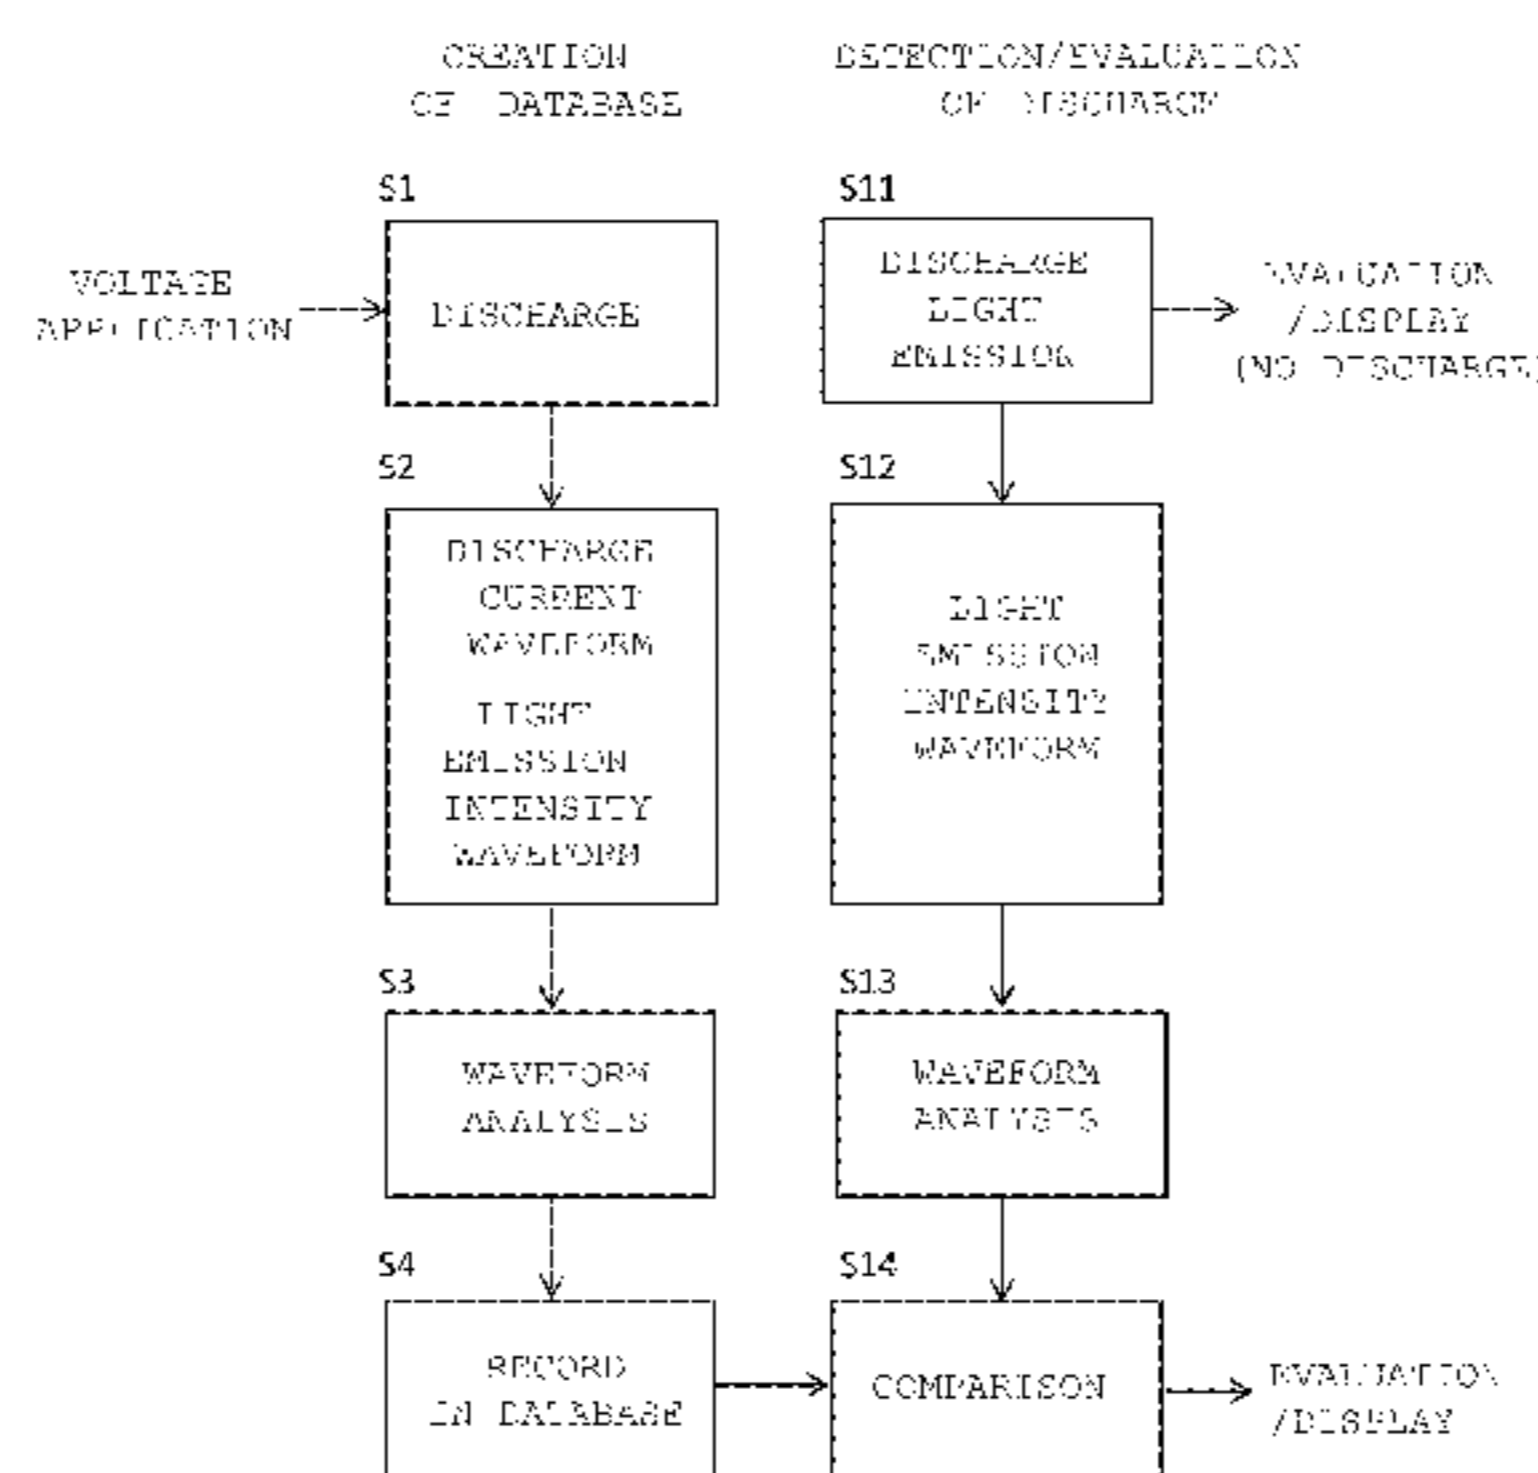 CREATION
OF DATABASE
DETECTION/EVALUATION
OF DISCHARGE
S1
VOLTAGE
APPLICATION
DISCHARGE
S2
DISCHARGE
CURRENT
WAVEFORM
LIGHT
EMISSION
INTENSITY
WAVEFORM
S3
WAVEFORM
ANALYSIS
S4
RECORD
IN DATABASE
S11
DISCHARGE
LIGHT
EMISSION
EVALUATION
/DISPLAY
(NO DISCHARGE)
S12
LIGHT
EMISSION
INTENSITY
WAVEFORM
S13
WAVEFORM
ANALYSIS
S14
COMPARISON
EVALUATION
/DISPLAY